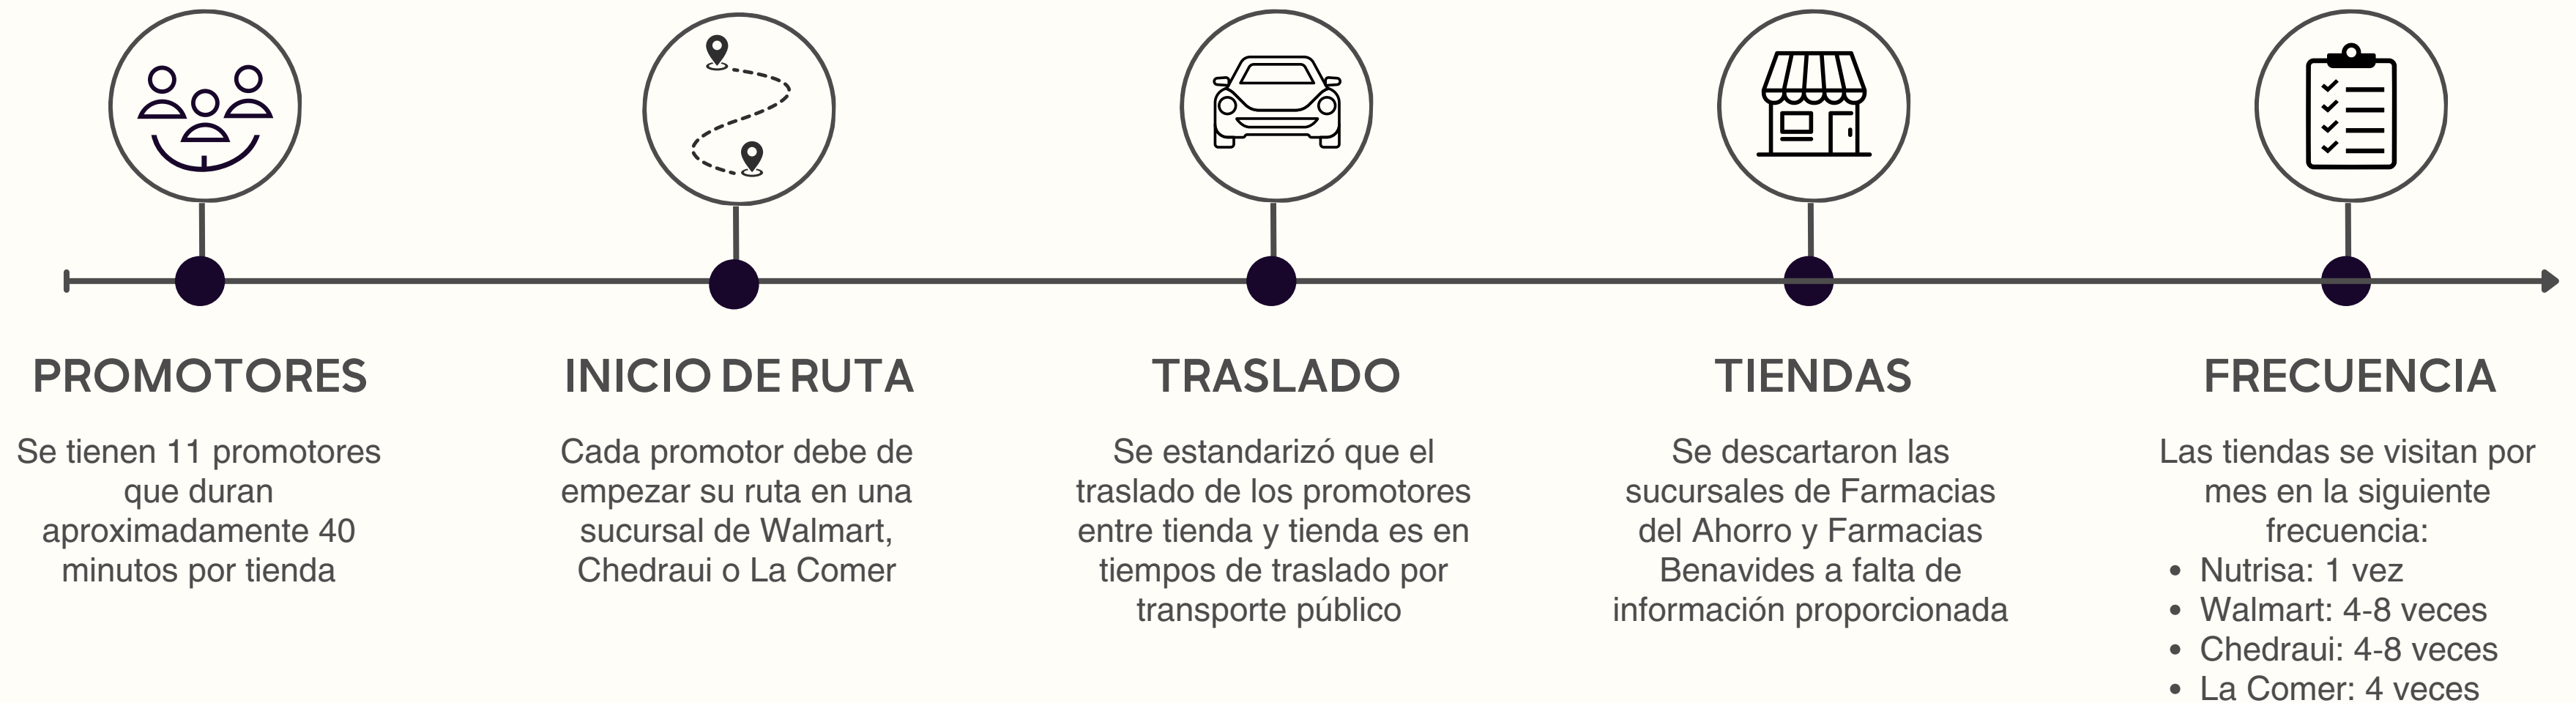 PROMOTORES
Se tienen 11 promotores
que duran
aproximadamente 40
minutos por tienda
INICIO DE RUTA
Cada promotor debe de
empezar su ruta en una
sucursal de Walmart,
Chedraui o La Comer
TRASLADO
Se estandarizó que el
traslado de los promotores
entre tienda y tienda es en
tiempos de traslado por
transporte público
TIENDAS
Se descartaron las
sucursales de Farmacias
del Ahorro y Farmacias
Benavides a falta de
información proporcionada
FRECUENCIA
Las tiendas se visitan por
mes en la siguiente
frecuencia:
• Nutrisa: 1 vez
• Walmart: 4-8 veces
• Chedraui: 4-8 veces
• La Comer: 4 veces